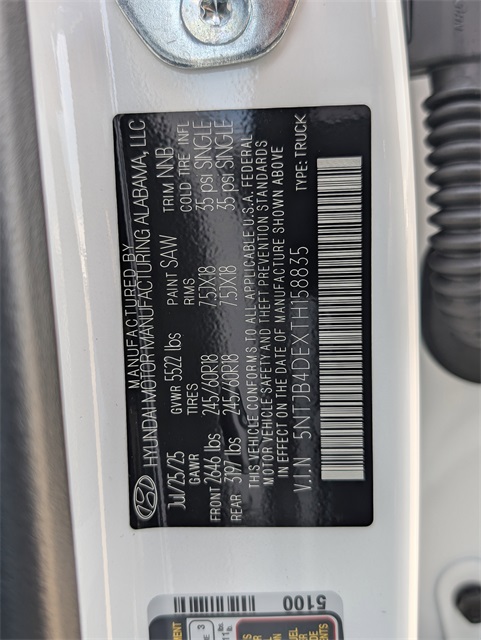 MANUFACTURED BY
HYUNDAI MOTOR MANUFACTURING ALABAMA, LLC
Jul/25/25 GVWR 5522 lbs PAINT SAW TRIM NNB
GAWR TIRES RIMS COLD TIRE INFL
FRONT 2646 lbs 245/60R18 7.5JX18 35 psi SINGLE
REAR 3197 lbs 245/60R18 7.5JX18 35 psi SINGLE
THIS VEHICLE CONFORMS TO ALL APPLICABLE U.S.A. FEDERAL
MOTOR VEHICLE SAFETY AND THEFT PREVENTION STANDARDS
IN EFFECT ON THE DATE OF MANUFACTURE SHOWN ABOVE
V.I.N 5NTJB4DEXTH158835 TYPE: TRUCK
5100